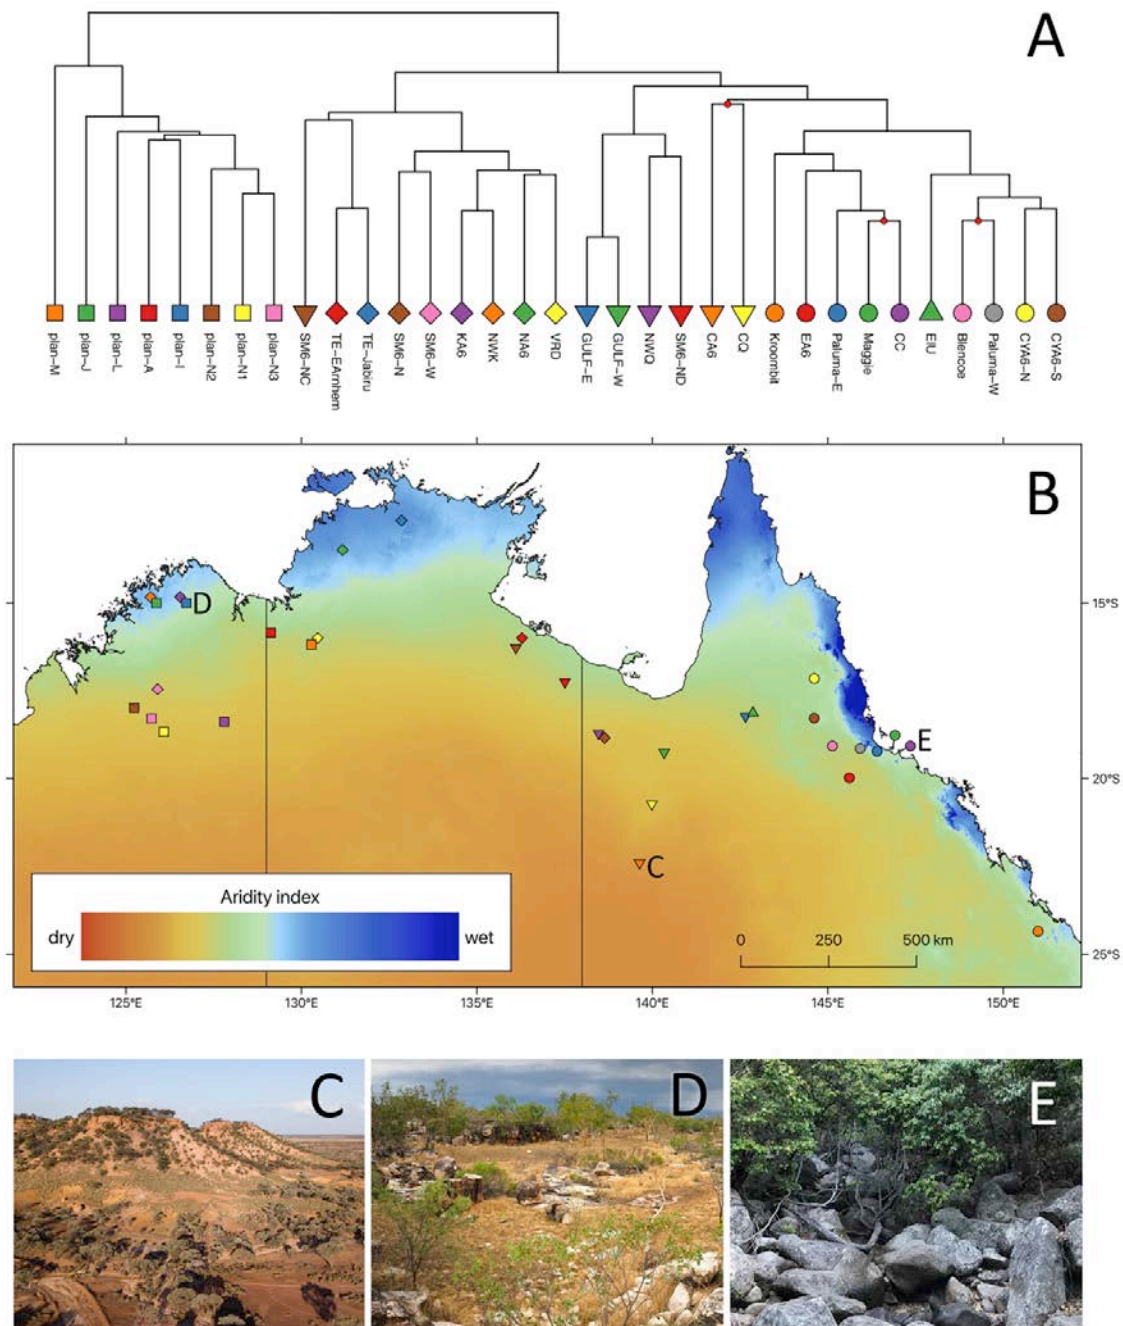 A
plan-M
plan-J
plan-L
plan-A
plan-I
plan-N2
plan-N1
plan-N3
SM6-NC
TE-EArnhem
TE-Jabiru
SM6-N
SM6-W
KA6
NWK
NA6
VRD
GULF-E
GULF-W
NWQ
SM6-ND
CA6
CQ
Kroombit
EA6
Paluma-E
Maggie
CC
EIU
Blencoe
Paluma-W
CYA6-N
CYA6-S
B
D
15°S
E
20°S
C
Aridity index
dry
wet
0 250 500 km
25°S
125°E 130°E 135°E 140°E 145°E 150°E
C D E